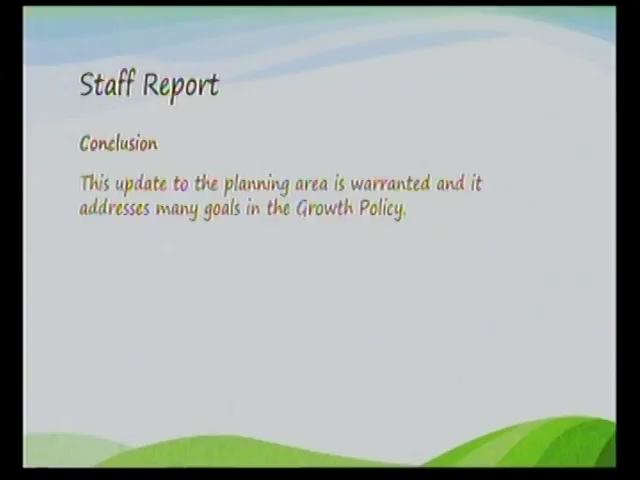 Staff Report
Conclusion
This update to the planning area is warranted and it
addresses many goals in the Growth Policy.